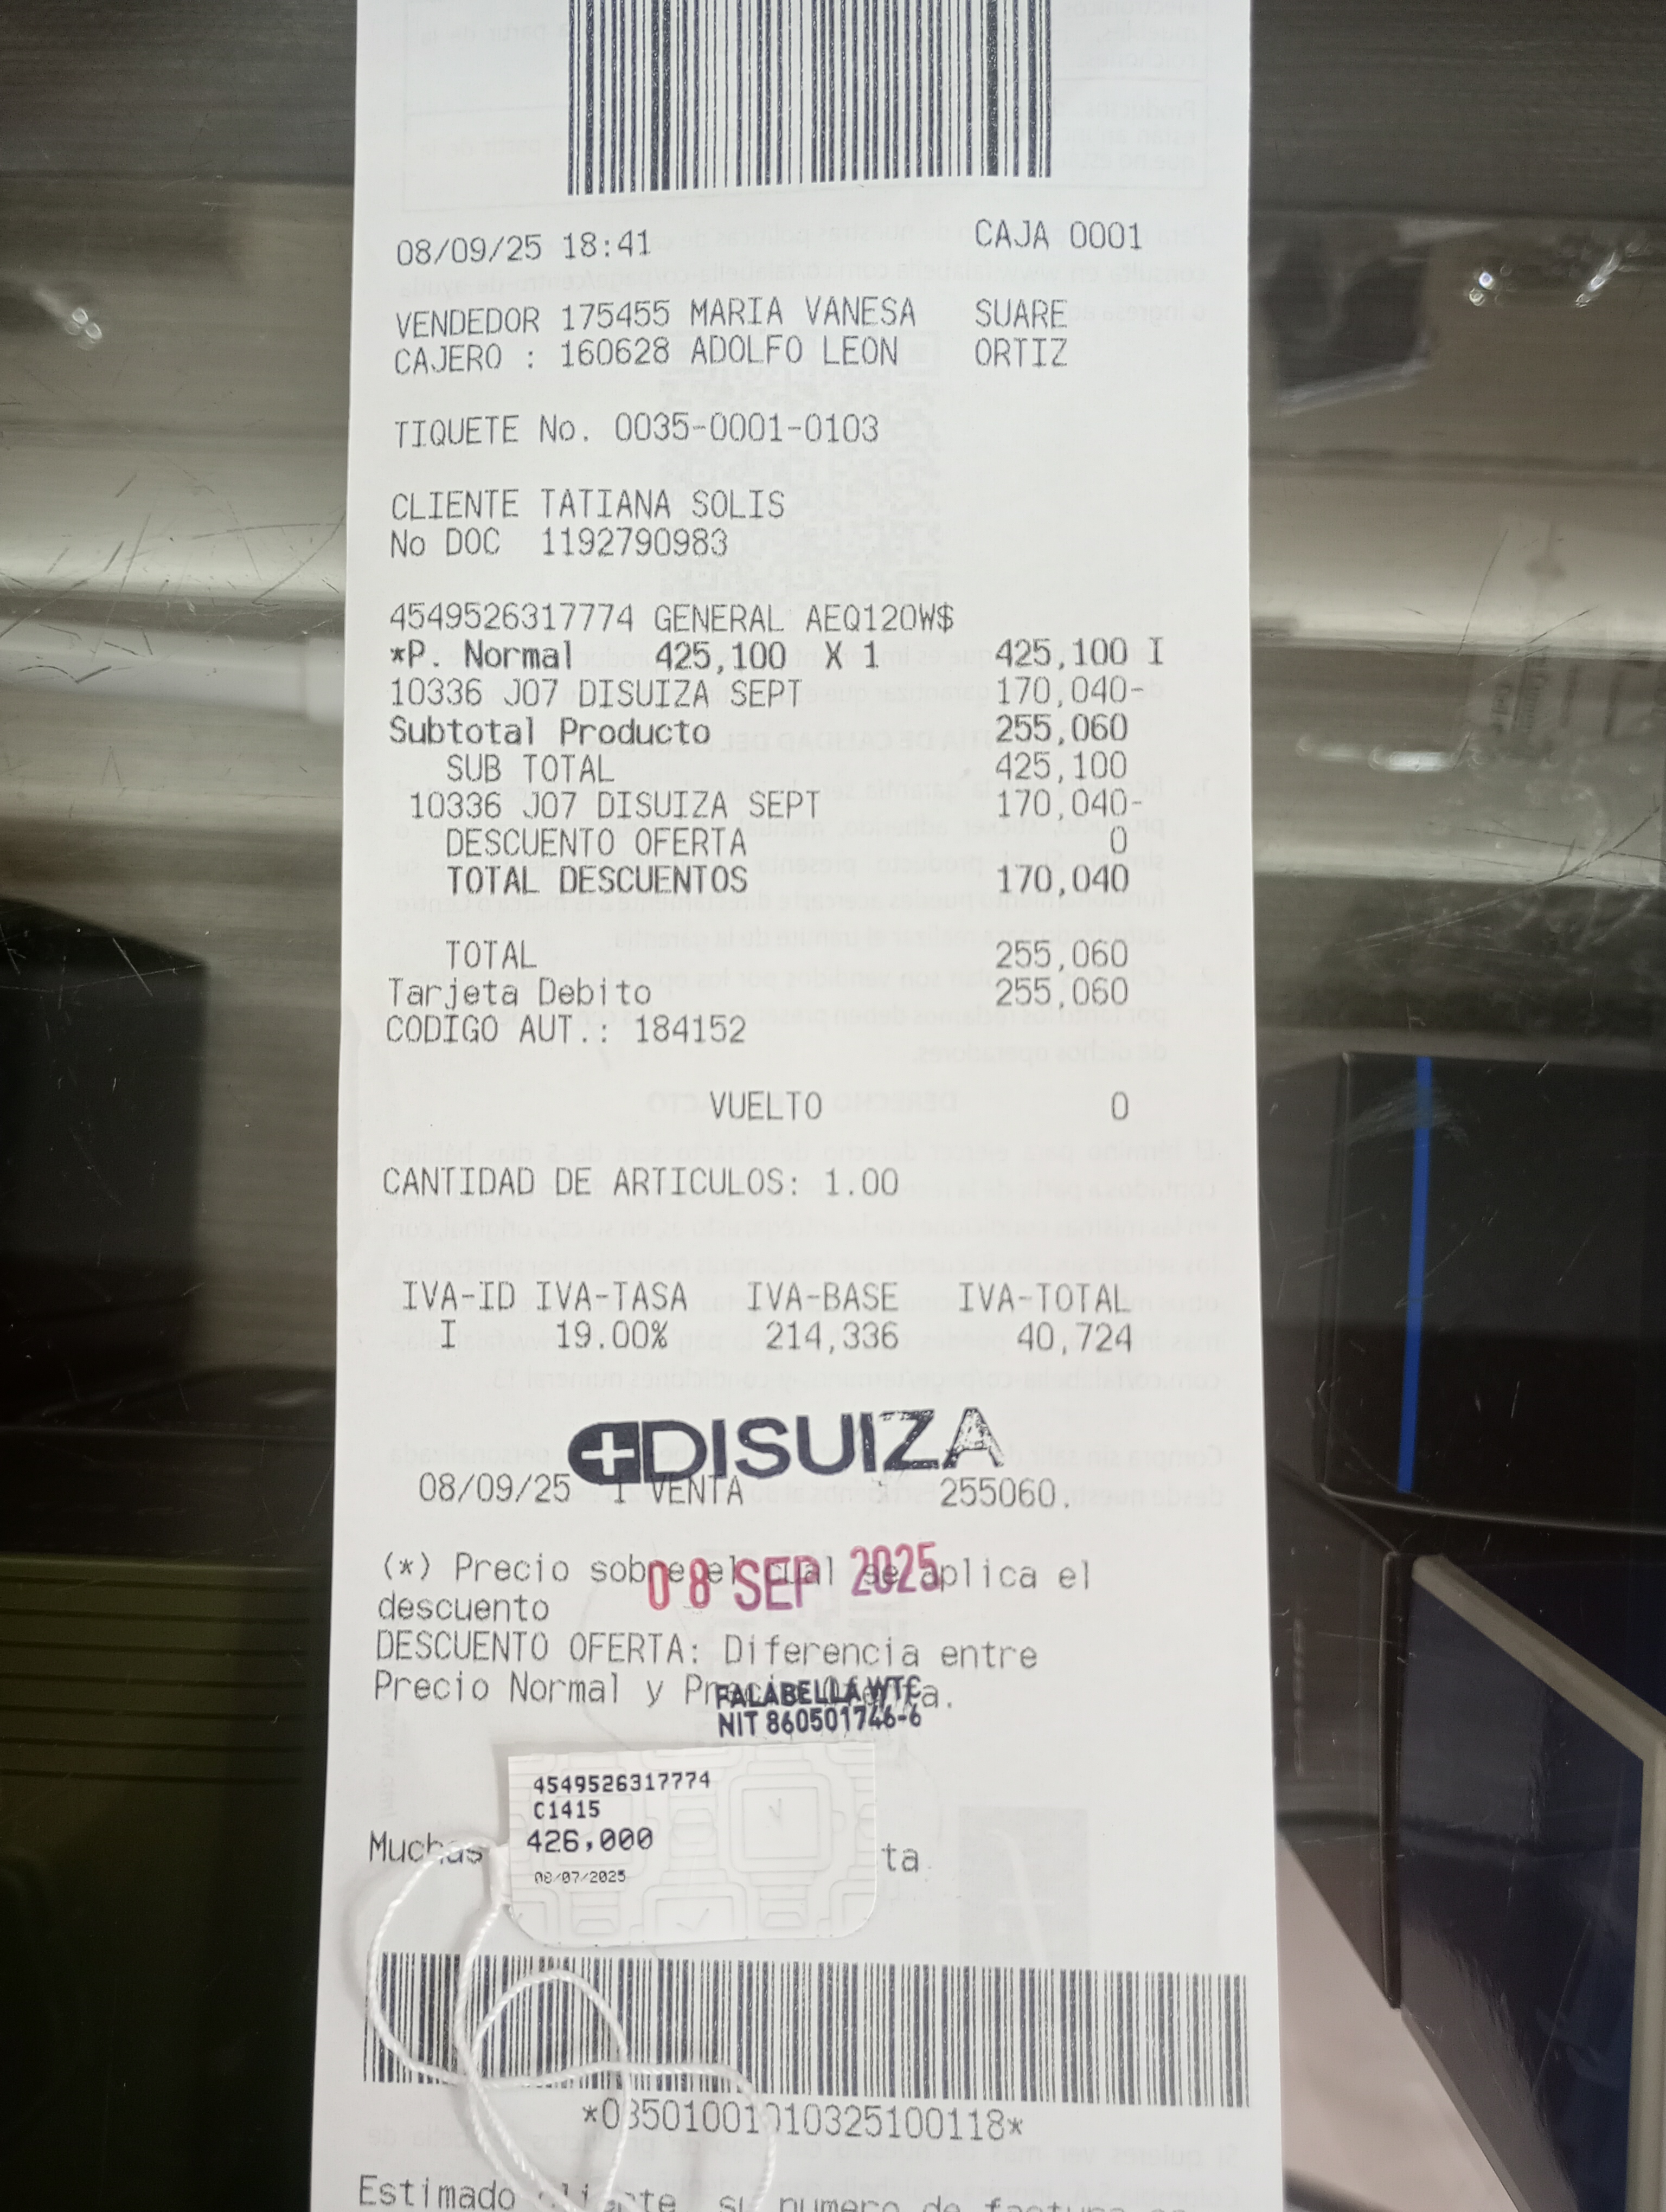 08/09/25 18:41 CAJA 0001
VENDEDOR 175455 MARIA VANESA SUARE
CAJERO : 160628 ADOLFO LEON ORTIZ
TIQUETE No. 0035-0001-0103
CLIENTE TATIANA SOLIS
No DOC 1192790983
4549526317774 GENERAL AEQ120W$
*P. Normal 425,100 X 1 425,100 I
10336 J07 DISUIZA SEPT 170,040-
Subtotal Producto 255,060
SUB TOTAL 425,100
10336 J07 DISUIZA SEPT 170,040-
DESCUENTO OFERTA 0
TOTAL DESCUENTOS 170,040
TOTAL 255,060
Tarjeta Debito 255,060
CODIGO AUT.: 184152
VUELTO 0
CANTIDAD DE ARTICULOS: 1.00
IVA-ID IVA-TASA IVA-BASE IVA-TOTAL
I 19.00% 214,336 40,724
DISUIZA
08/09/25 1 VENTA 255060.
(*) Precio sobre el cual se aplica el
08 SEP 2025
descuento
DESCUENTO OFERTA: Diferencia entre
Precio Normal y
FALABELLA WTC
NIT 860501746-6
4549526317774
C1415
426,000
08/07/2025
Muchas
Estimado